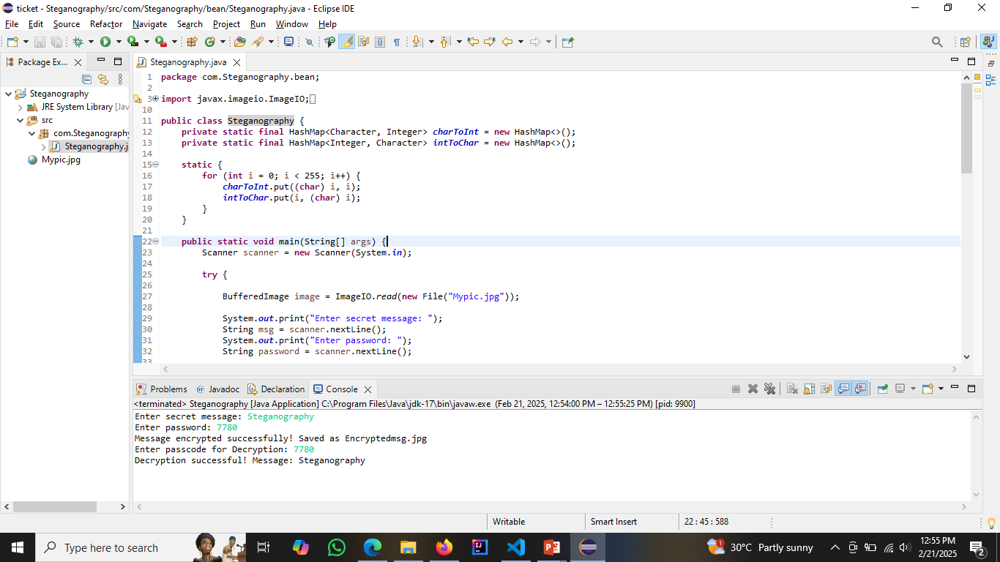 ticket - Steganography/src/com/Steganography/bean/Steganography.java - Eclipse IDE
File Edit Source Refactor Navigate Search Project Run Window Help
Package Ex...
Steganography
JRE System Library [Jav
src
com.Steganography
Steganography.j
Mypic.jpg
Steganography.java
1 package com.Steganography.bean;
2
3 import javax.imageio.ImageIO;
10
11 public class Steganography {
12 private static final HashMap<Character, Integer> charToInt = new HashMap<>();
13 private static final HashMap<Integer, Character> intToChar = new HashMap<>();
14
15 static {
16 for (int i = 0; i < 255; i++) {
17 charToInt.put((char) i, i);
18 intToChar.put(i, (char) i);
19 }
20 }
21
22 public static void main(String[] args) {
23 Scanner scanner = new Scanner(System.in);
24
25 try {
26
27 BufferedImage image = ImageIO.read(new File("Mypic.jpg"));
28
29 System.out.print("Enter secret message: ");
30 String msg = scanner.nextLine();
31 System.out.print("Enter password: ");
32 String password = scanner.nextLine();
33
Problems @ Javadoc Declaration Console
<terminated> Steganography [Java Application] C:\Program Files\Java\jdk-17\bin\javaw.exe (Feb 21, 2025, 12:54:00 PM – 12:55:25 PM) [pid: 9900]
Enter secret message: Steganography
Enter password: 7780
Message encrypted successfully! Saved as Encryptedmsg.jpg
Enter passcode for Decryption: 7780
Decryption successful! Message: Steganography
Writable Smart Insert 22 : 45 : 588
Type here to search
1 30°C Partly sunny
12:55 PM
2/21/2025
2